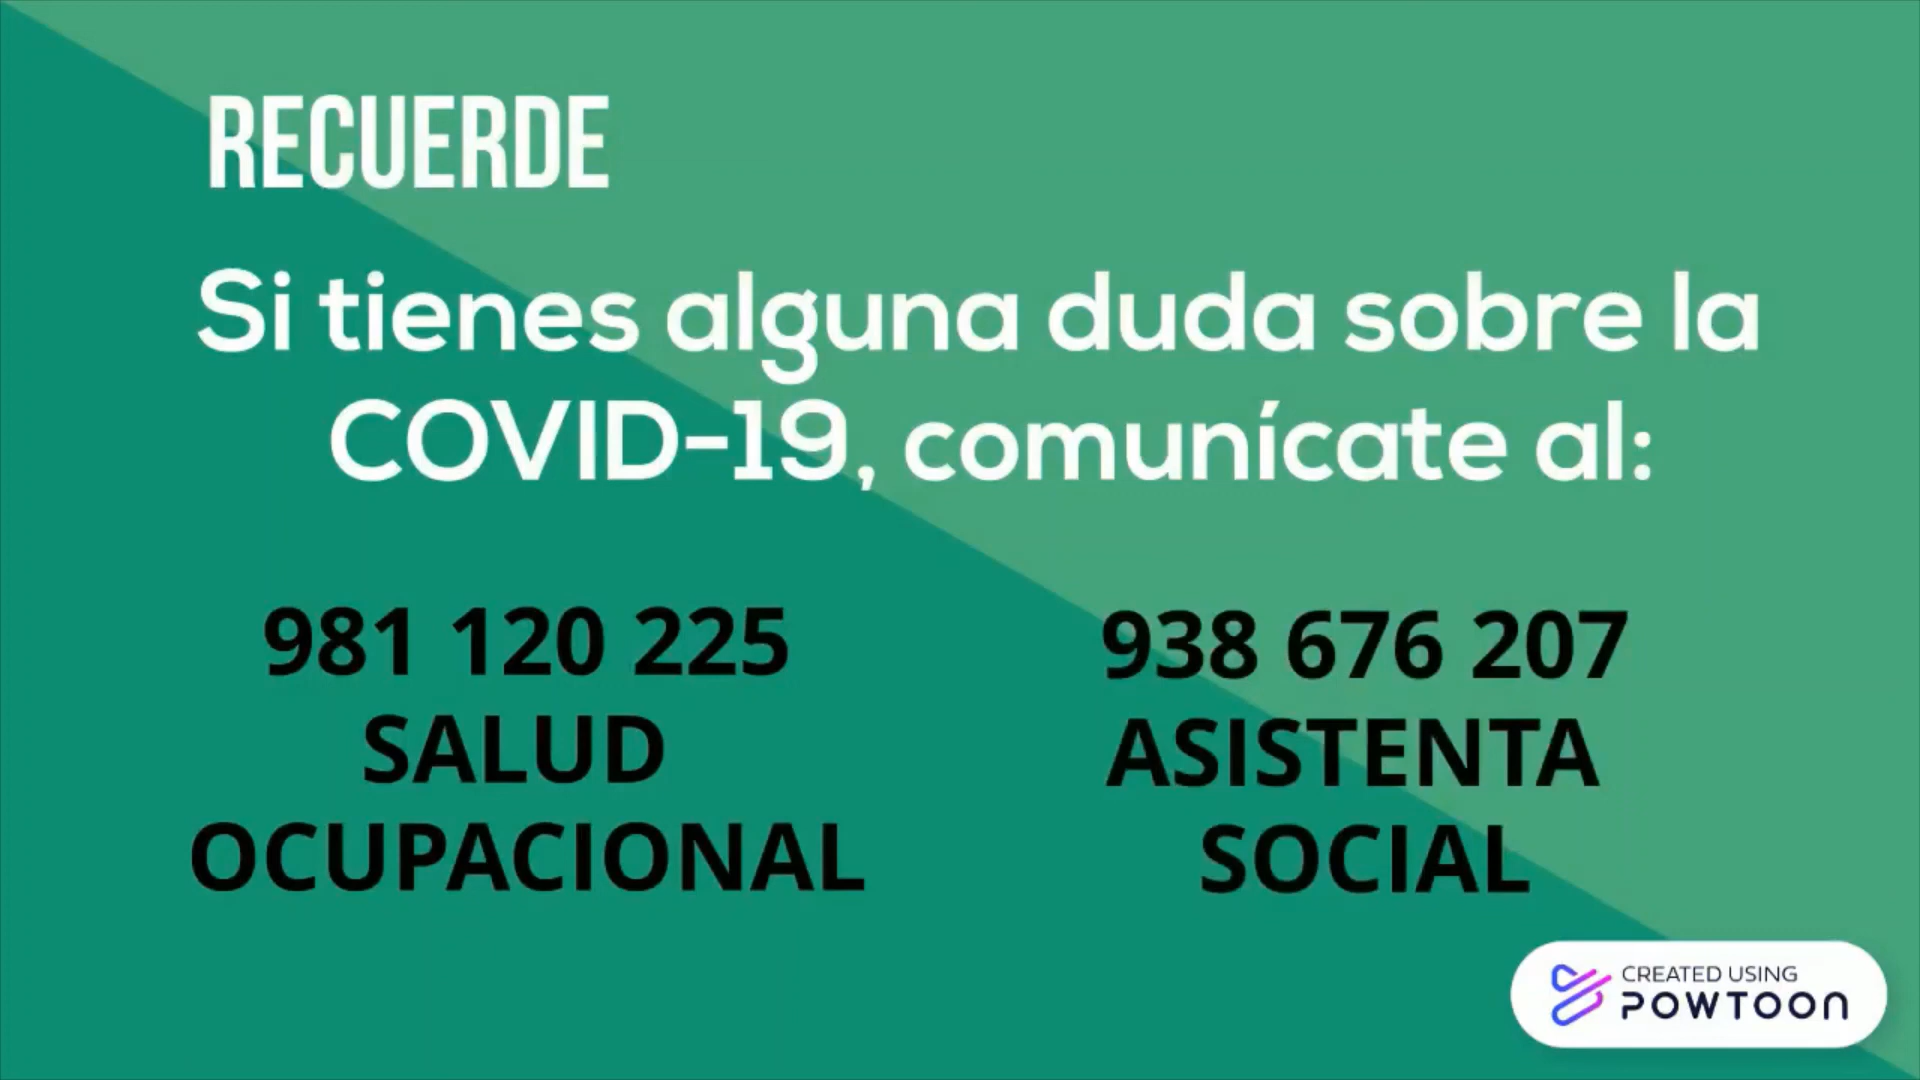 RECUERDE
Si tienes alguna duda sobre la
COVID-19, comunícate al:
981 120 225
SALUD
OCUPACIONAL
938 676 207
ASISTENTA
SOCIAL
CREATED USING
POWTOON